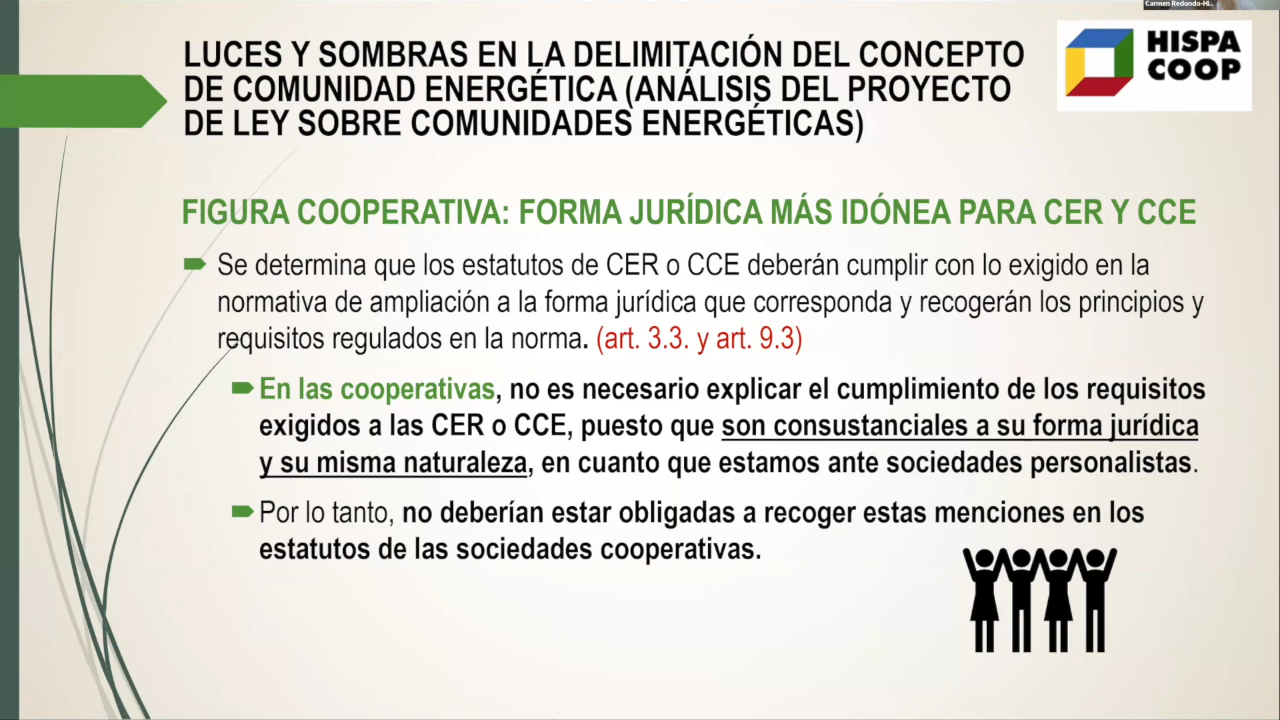 Carmen Redondo-HI...
LUCES Y SOMBRAS EN LA DELIMITACIÓN DEL CONCEPTO
DE COMUNIDAD ENERGÉTICA (ANÁLISIS DEL PROYECTO
DE LEY SOBRE COMUNIDADES ENERGÉTICAS)
HISPA
COOP
FIGURA COOPERATIVA: FORMA JURÍDICA MÁS IDÓNEA PARA CER Y CCE
Se determina que los estatutos de CER o CCE deberán cumplir con lo exigido en la
normativa de ampliación a la forma jurídica que corresponda y recogerán los principios y
requisitos regulados en la norma. (art. 3.3. y art. 9.3)
En las cooperativas, no es necesario explicar el cumplimiento de los requisitos
exigidos a las CER o CCE, puesto que son consustanciales a su forma jurídica
y su misma naturaleza, en cuanto que estamos ante sociedades personalistas.
Por lo tanto, no deberían estar obligadas a recoger estas menciones en los
estatutos de las sociedades cooperativas.